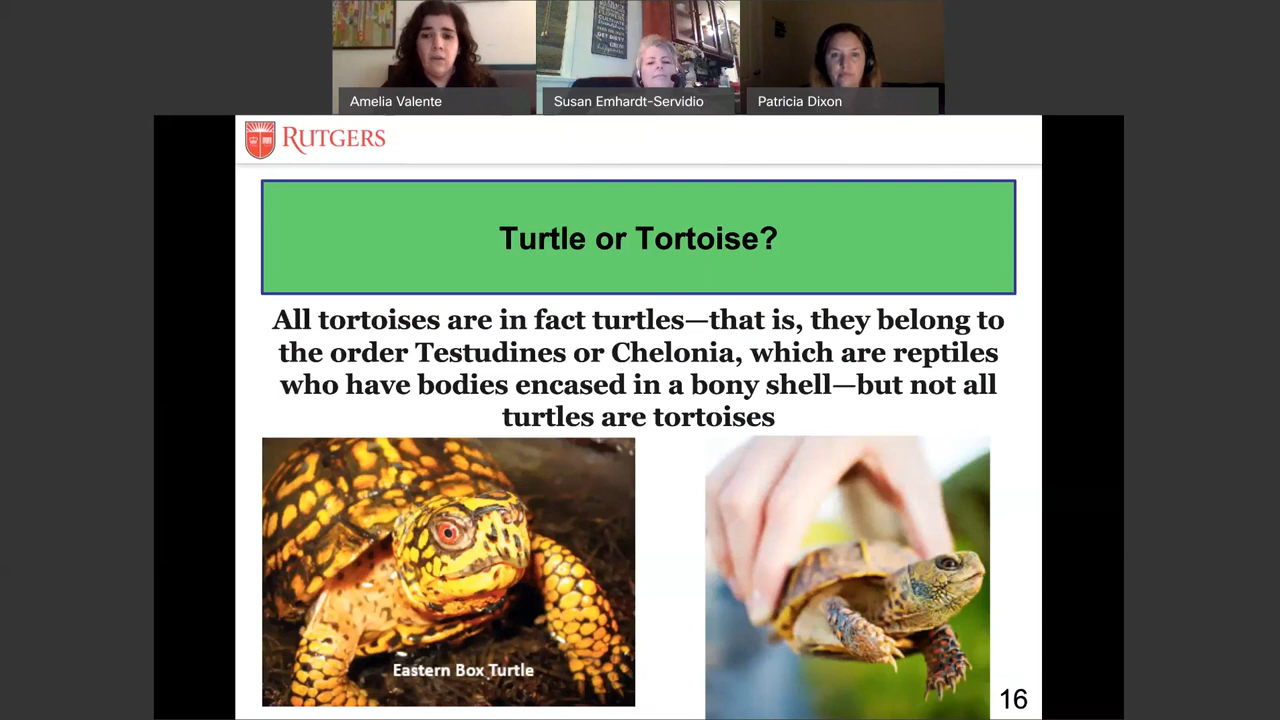 Amelia Valente
Susan Emhardt-Servidio
Patricia Dixon
RUTGERS
Turtle or Tortoise?
All tortoises are in fact turtles—that is, they belong to
the order Testudines or Chelonia, which are reptiles
who have bodies encased in a bony shell—but not all
turtles are tortoises
Eastern Box Turtle
16